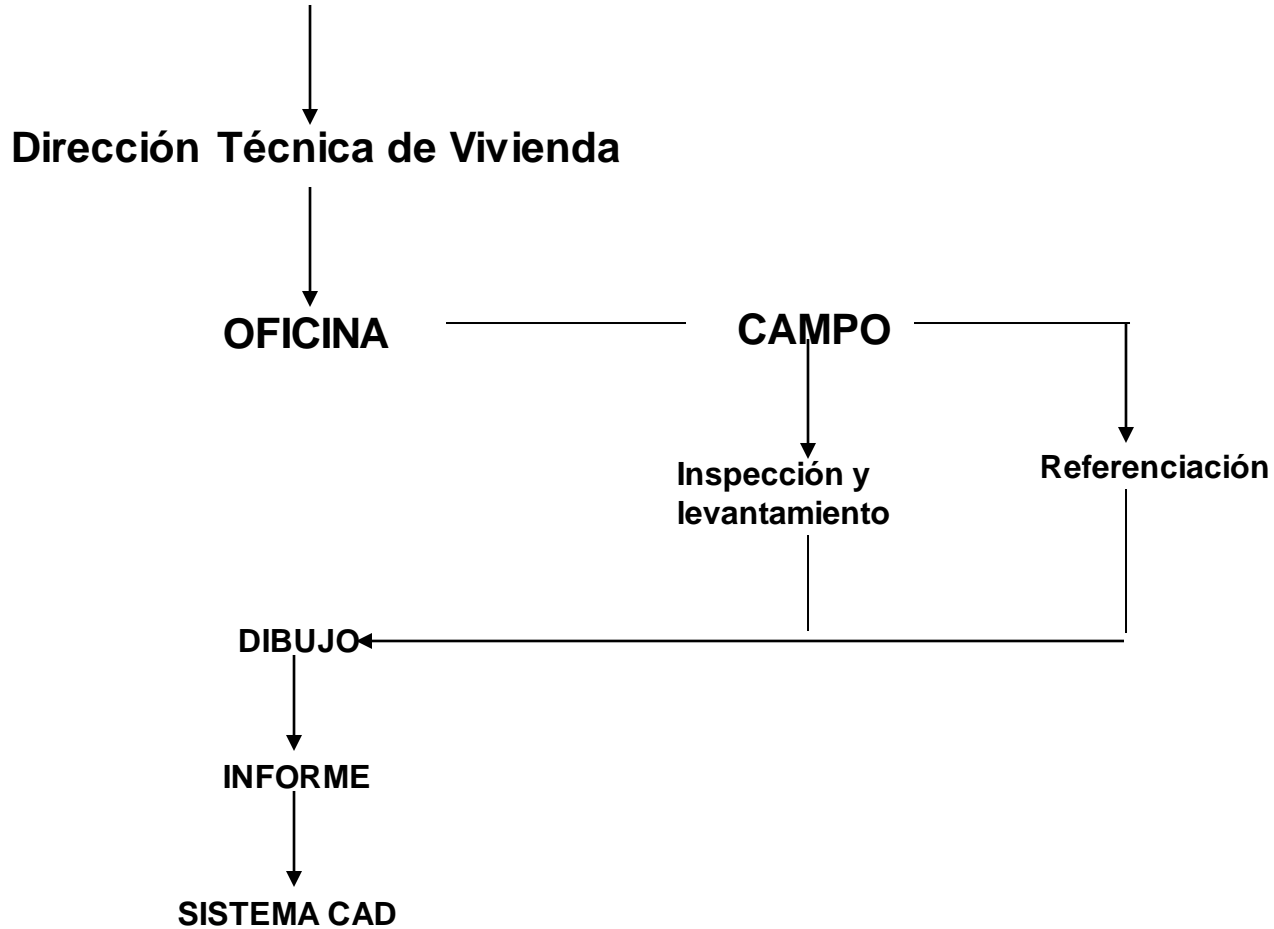 Dirección Técnica de Vivienda
OFICINA
CAMPO
Inspección y
levantamiento
Referenciación
DIBUJO
INFORME
SISTEMA CAD